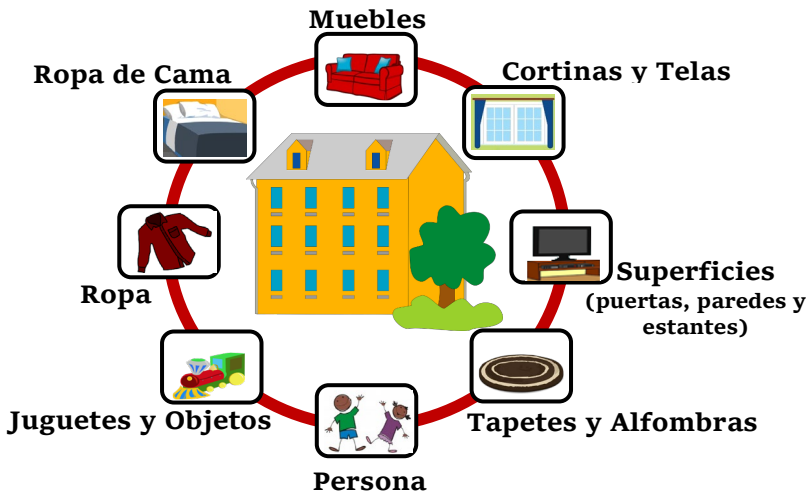 Muebles
Ropa de Cama
Cortinas y Telas
Superficies
(puertas, paredes y
estantes)
Ropa
Juguetes y Objetos
Tapetes y Alfombras
Persona